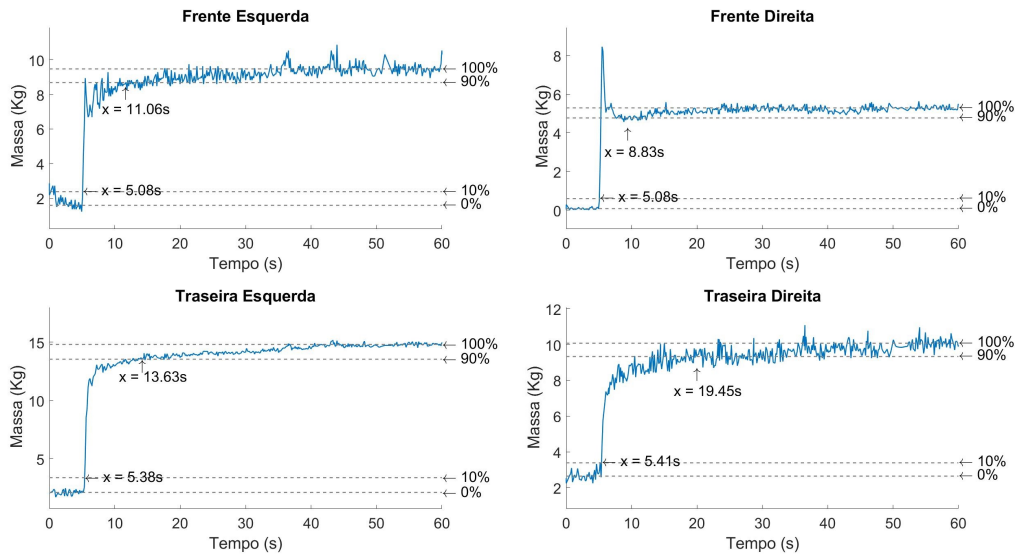 Frente Esquerda
Massa (Kg)
10
8
6
4
2
x = 11.06s
x = 5.08s
100%
90%
10%
0%
0 10 20 30 40 50 60
Tempo (s)
Frente Direita
Massa (Kg)
8
6
4
2
0
x = 8.83s
x = 5.08s
100%
90%
10%
0%
0 10 20 30 40 50 60
Tempo (s)
Traseira Esquerda
Massa (Kg)
15
10
5
x = 13.63s
x = 5.38s
100%
90%
10%
0%
0 10 20 30 40 50 60
Tempo (s)
Traseira Direita
Massa (Kg)
12
10
8
6
4
2
x = 19.45s
x = 5.41s
100%
90%
10%
0%
0 10 20 30 40 50 60
Tempo (s)